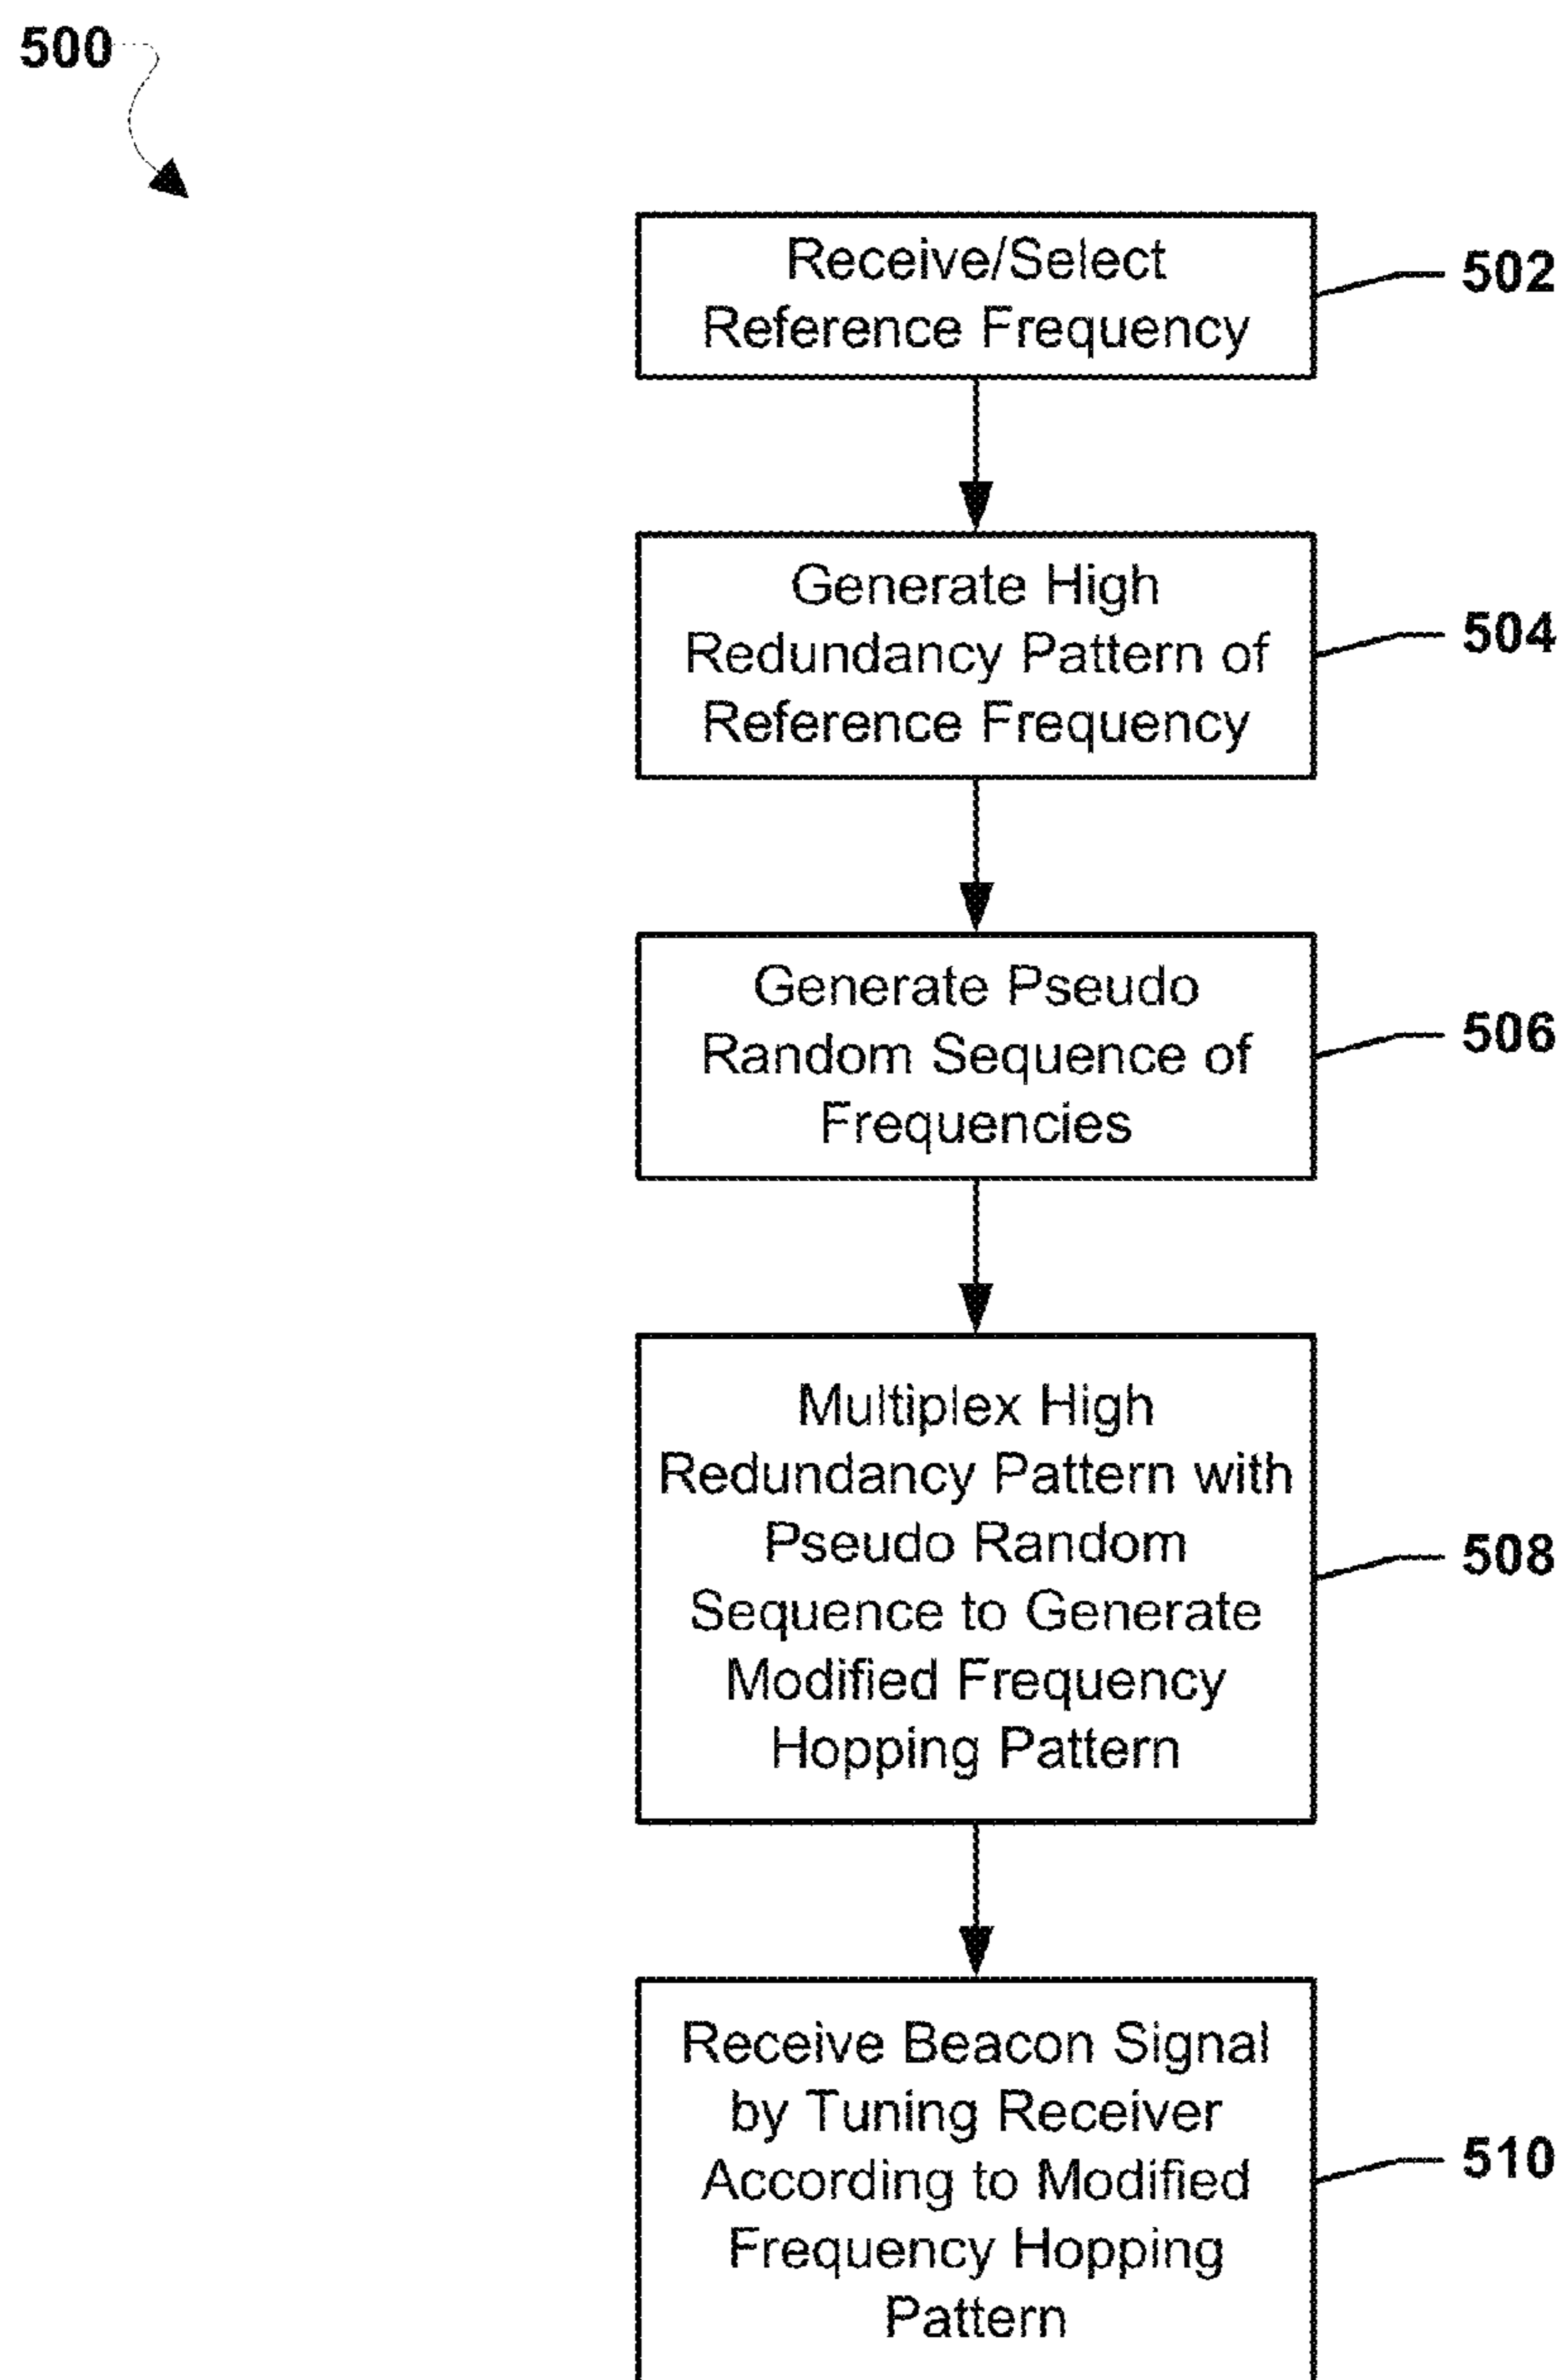 500
Receive/Select
Reference Frequency
502
Generate High
Redundancy Pattern of
Reference Frequency
504
Generate Pseudo
Random Sequence of
Frequencies
506
Multiplex High
Redundancy Pattern with
Pseudo Random
Sequence to Generate
Modified Frequency
Hopping Pattern
508
Receive Beacon Signal
by Tuning Receiver
According to Modified
Frequency Hopping
Pattern
510